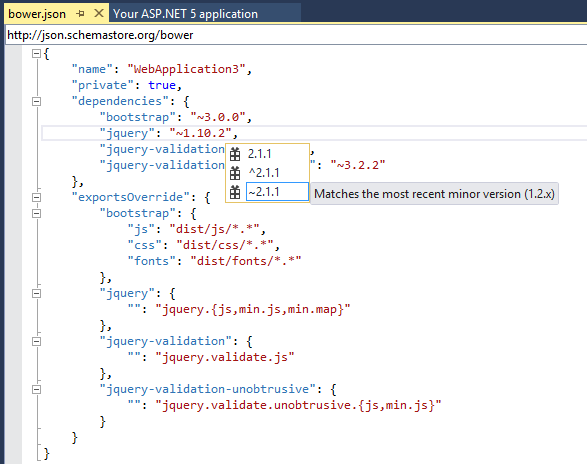 bower.json
Your ASP.NET 5 application
http://json.schemastore.org/bower
{
"name": "WebApplication3",
"private": true,
"dependencies": {
"bootstrap": "~3.0.0",
"jquery": "~1.10.2",
"jquery-validation ,
"jquery-validation : "~3.2.2"
2.1.1
^2.1.1
~2.1.1
Matches the most recent minor version (1.2.x)
},
"exportsOverride": {
"bootstrap": {
"js": "dist/js/*.*",
"css": "dist/css/*.*",
"fonts": "dist/fonts/*.*"
},
"jquery": {
"": "jquery.{js,min.js,min.map}"
},
"jquery-validation": {
"": "jquery.validate.js"
},
"jquery-validation-unobtrusive": {
"": "jquery.validate.unobtrusive.{js,min.js}"
}
}
}